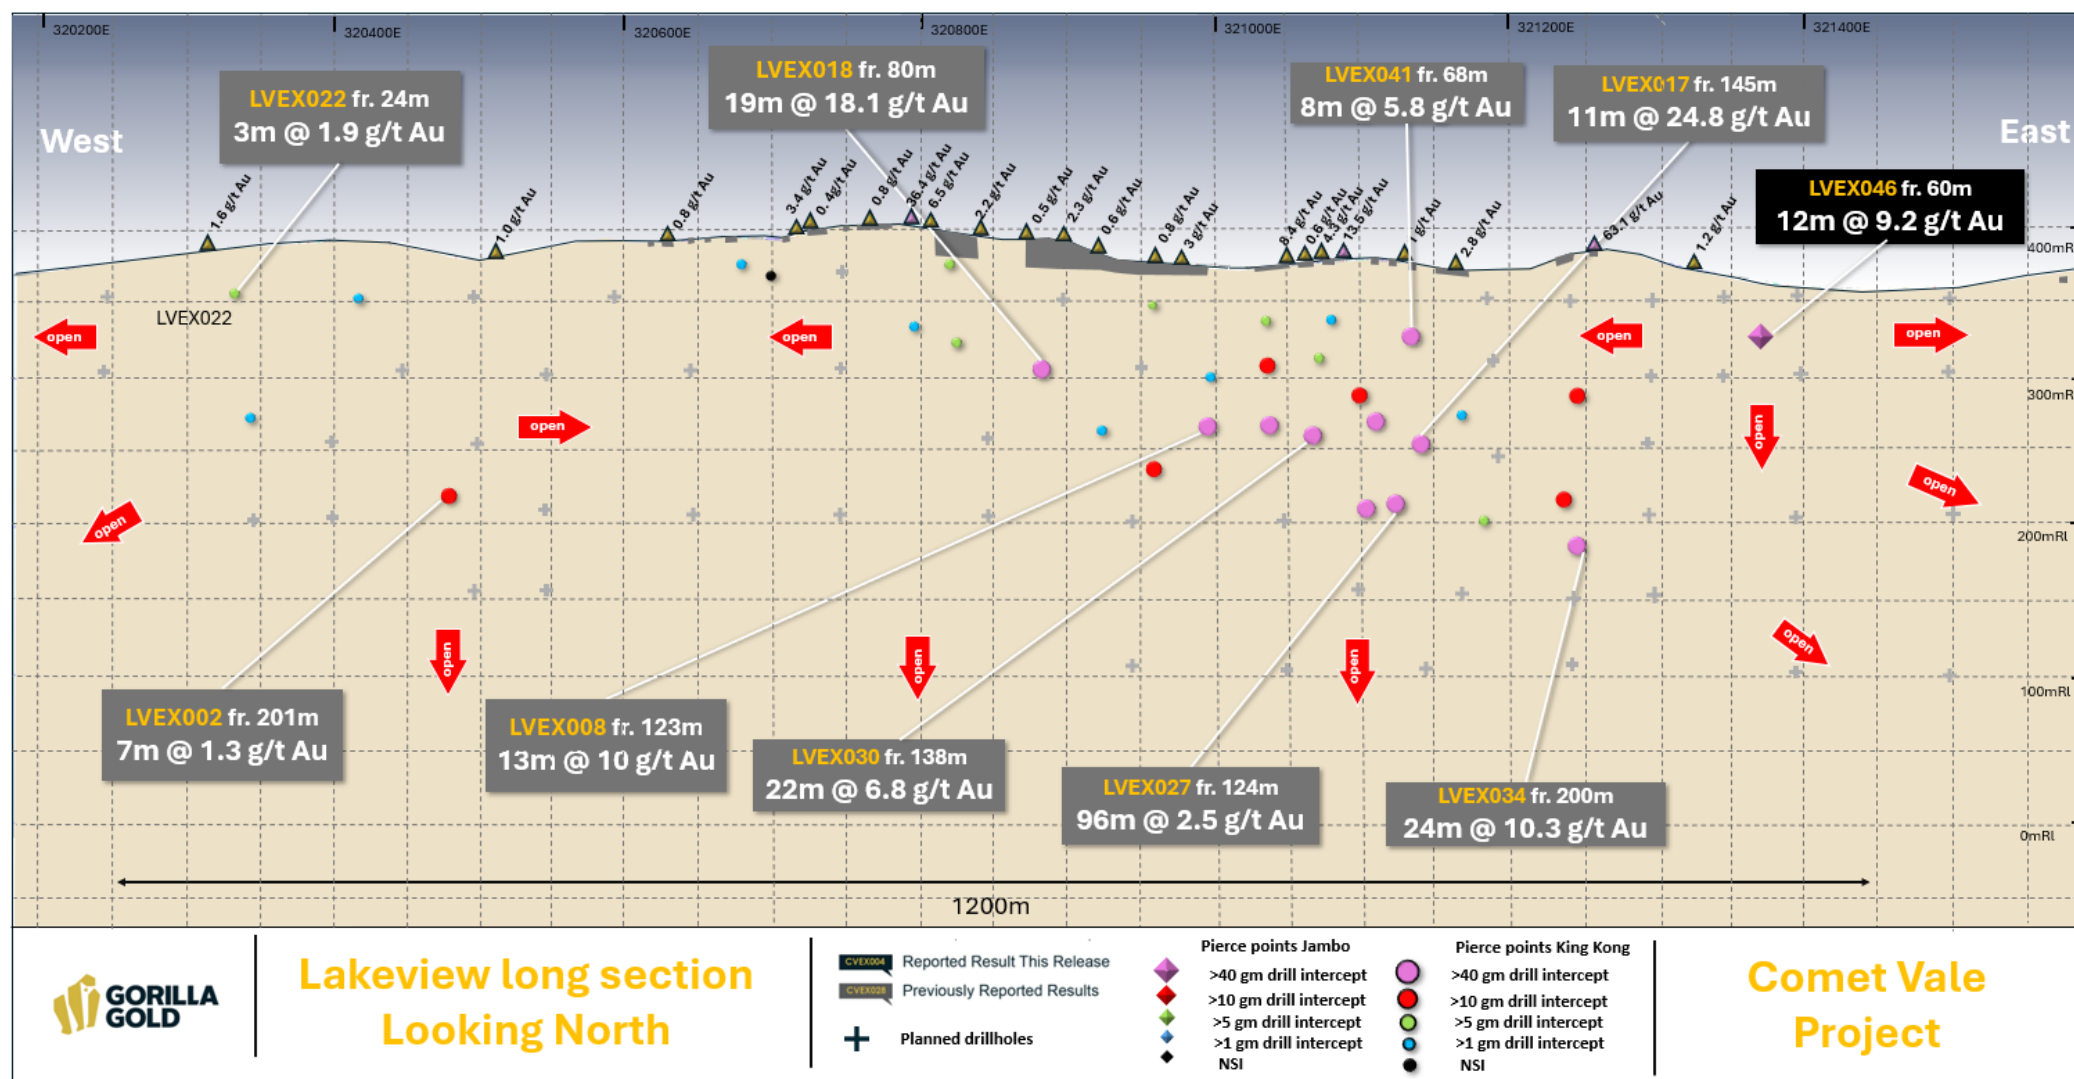 320200E
320400E
320600E
320800E
321000E
321200E
321400E
West
East
LVEX022 fr. 24m
3m @ 1.9 g/t Au
LVEX018 fr. 80m
19m @ 18.1 g/t Au
LVEX041 fr. 68m
8m @ 5.8 g/t Au
LVEX017 fr. 145m
11m @ 24.8 g/t Au
LVEX046 fr. 60m
12m @ 9.2 g/t Au
1.6 g/t Au
1.0 g/t Au
0.8 g/t Au
3.4 g/t Au
0.4g/t Au
0.8 g/t Au
36.4 g/t Au
6.5 g/t Au
2.2 g/t Au
0.5 g/t Au
2.3 g/t Au
0.6 g/t Au
0.8 g/t Au
3 g/t Au
8.4 g/t Au
0.6 g/t Au
4.3 g/t Au
13.5 g/t Au
1 g/t Au
2.8 g/t Au
63.1 g/t Au
1.2 g/t Au
400mR
LVEX022
open
open
open
open
300mR
open
open
open
open
200mRl
open
open
open
open
100mRl
LVEX002 fr. 201m
7m @ 1.3 g/t Au
LVEX008 fr. 123m
13m @ 10 g/t Au
LVEX030 fr. 138m
22m @ 6.8 g/t Au
LVEX027 fr. 124m
96m @ 2.5 g/t Au
LVEX034 fr. 200m
24m @ 10.3 g/t Au
0mRl
1200m
GORILLA
GOLD
Lakeview long section
Looking North
CVEX004 Reported Result This Release
CVEX028 Previously Reported Results
Planned drillholes
Pierce points Jambo
>40 gm drill intercept
>10 gm drill intercept
>5 gm drill intercept
>1 gm drill intercept
NSI
Pierce points King Kong
>40 gm drill intercept
>10 gm drill intercept
>5 gm drill intercept
>1 gm drill intercept
NSI
Comet Vale
Project